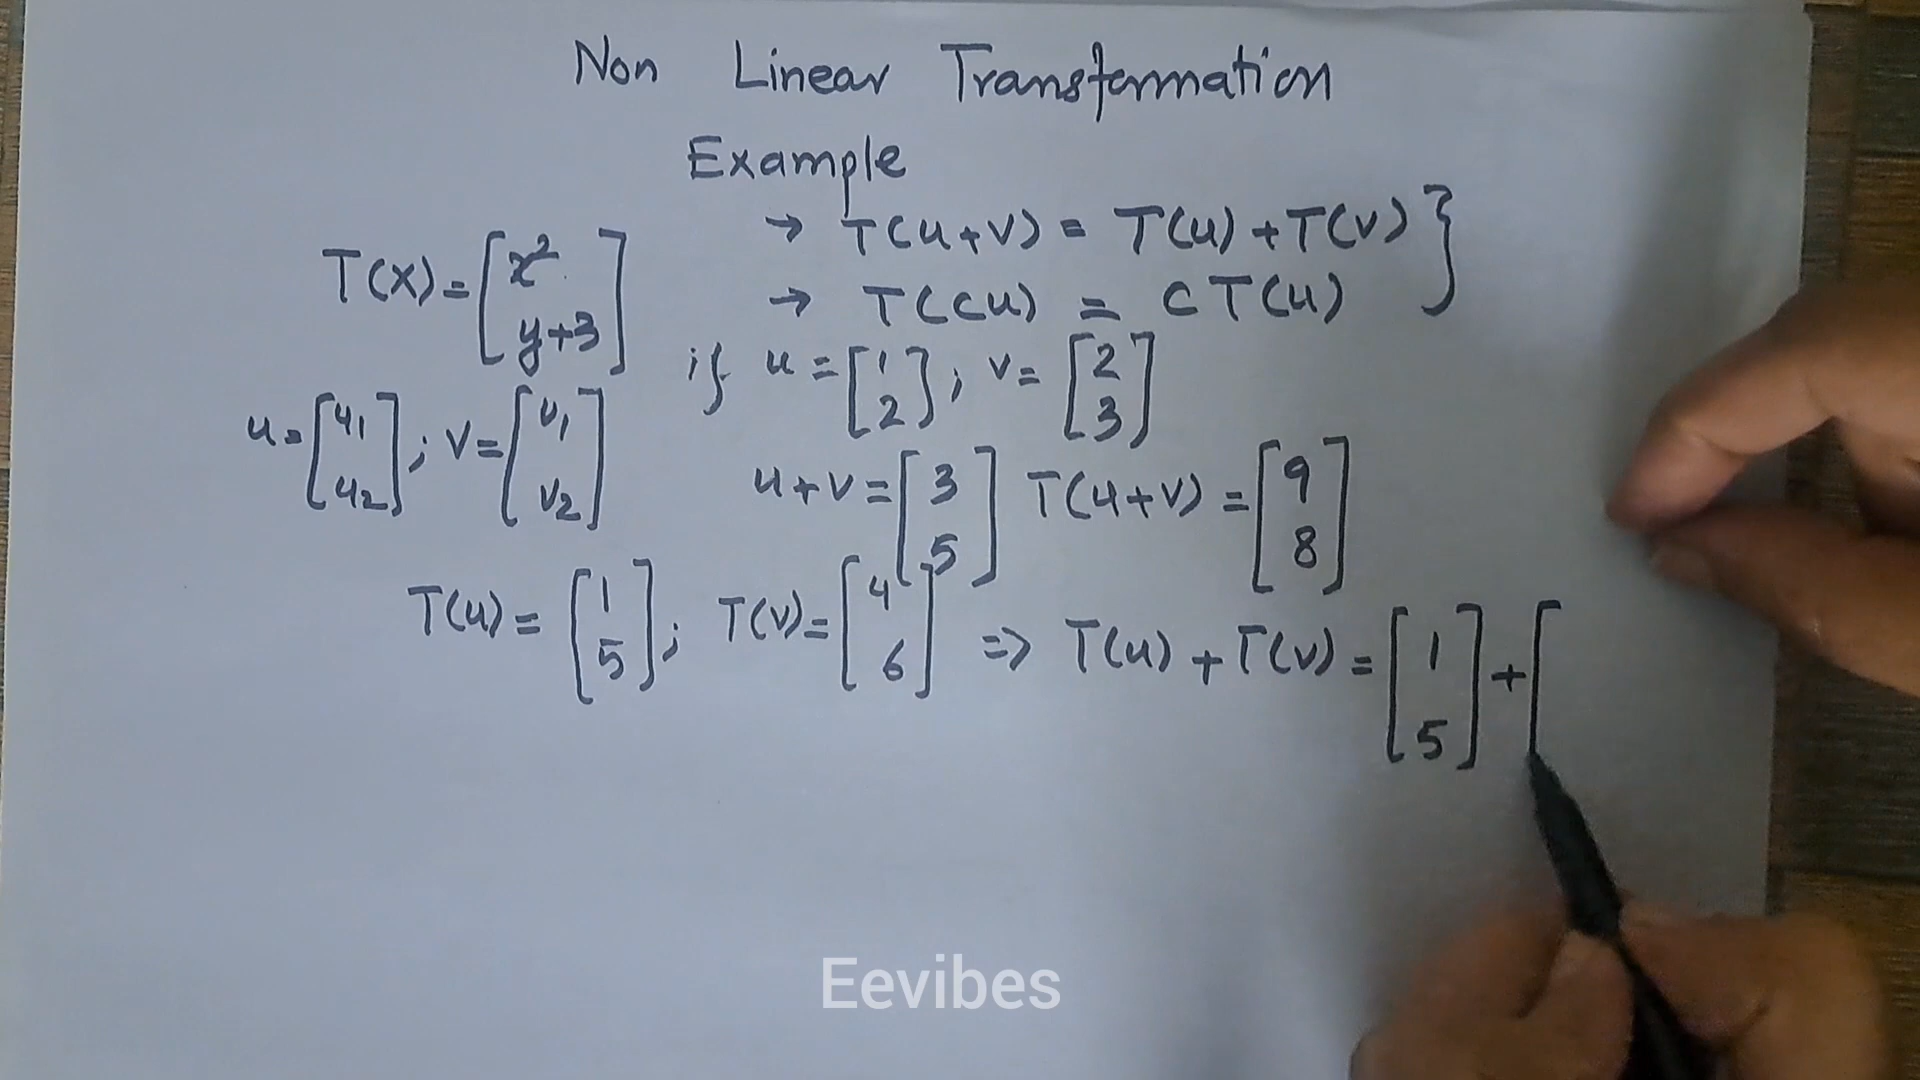 Non Linear Transformation
Example
→ T(u+v) = T(u)+T(v) }
→ T(cu) = cT(u)
T(x) = [x² y+3]
if u = [1 2]; v = [2 3]
u = [u1 u2]; v = [v1 v2]
u+v = [3 5] T(u+v) = [9 8]
T(u) = [1 5]; T(v) = [4 6] => T(u) + T(v) = [1 5] + [
Eevibes